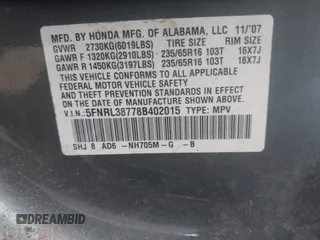 MFD. BY HONDA MFG. OF ALABAMA, LLC 11/'07
GVWR 2730KG(6019LBS) TIRE SIZE RIM SIZE
GAWR F 1320KG(2910LBS) 235/65R16 103T 16X7J
GAWR R 1450KG(3197LBS) 235/65R16 103T 16X7J
THIS VEHICLE CONFORMS TO ALL APPLICABLE
FEDERAL MOTOR VEHICLE SAFETY AND THEFT
PREVENTION STANDARDS IN EFFECT ON THE DATE
OF MANUFACTURE SHOWN ABOVE.
V.I.N.: 5FNRL38778B402015 TYPE: MPV
SHJ 8 AD6 -NH705M-G -B
DEALERBID